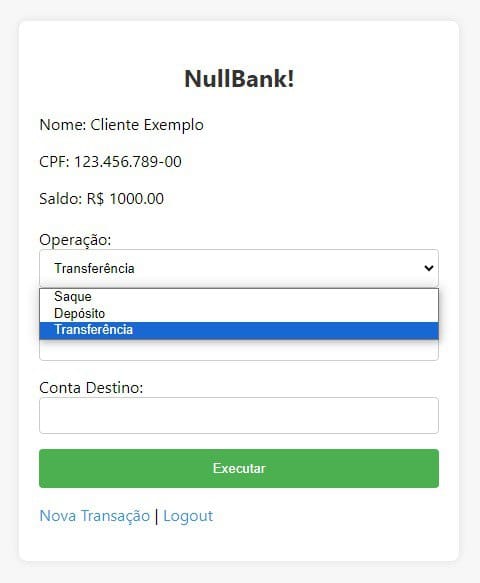 NullBank!
Nome: Cliente Exemplo
CPF: 123.456.789-00
Saldo: R$ 1000.00
Operação:
Transferência
Saque
Depósito
Transferência
Conta Destino:
Executar
Nova Transação | Logout